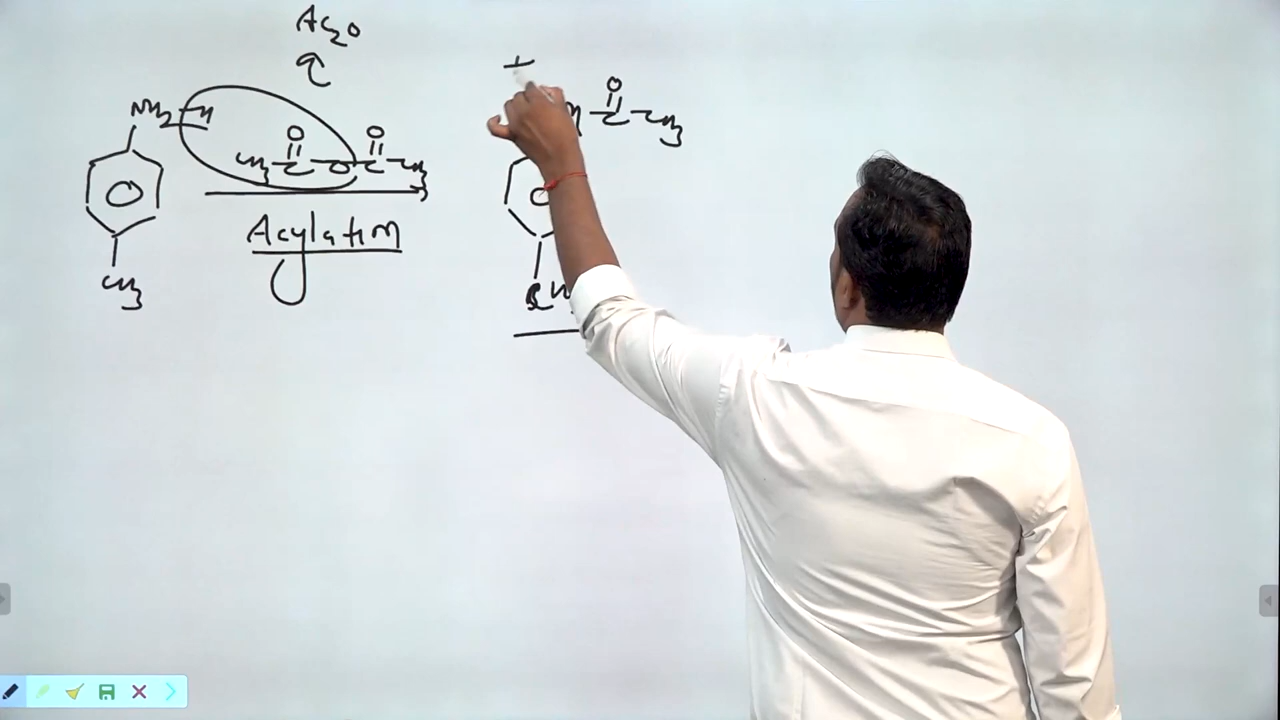 Ac2O
NH2 H
O O
CH3 C O C CH3
Acylation
CH3
+
O
C CH3